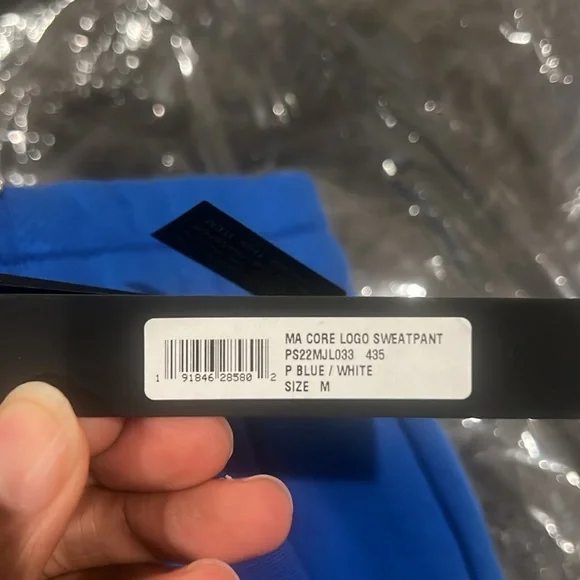 MA CORE LOGO SWEATPANT
PS22MJL033 435
P BLUE / WHITE
SIZE M
1 91846 28580 2